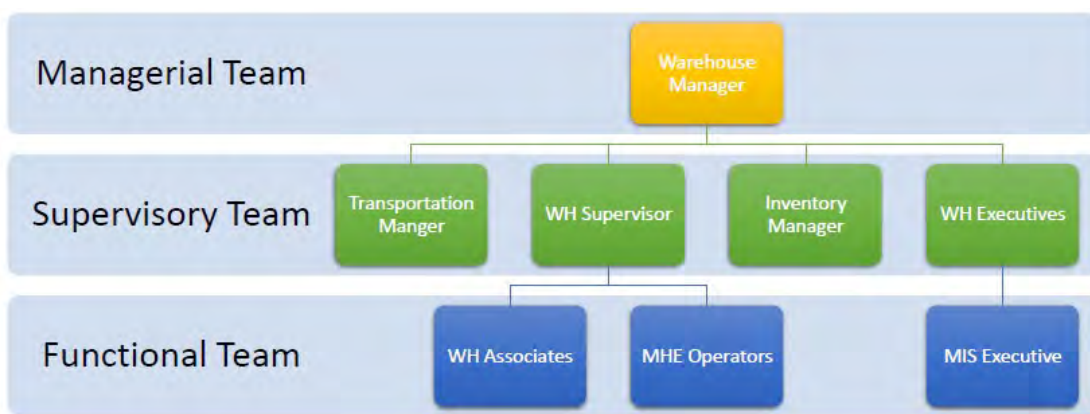 Managerial Team
Warehouse
Manager
Supervisory Team
Transportation
Manger
WH Supervisor
Inventory
Manager
WH Executives
Functional Team
WH Associates
MHE Operators
MIS Executive